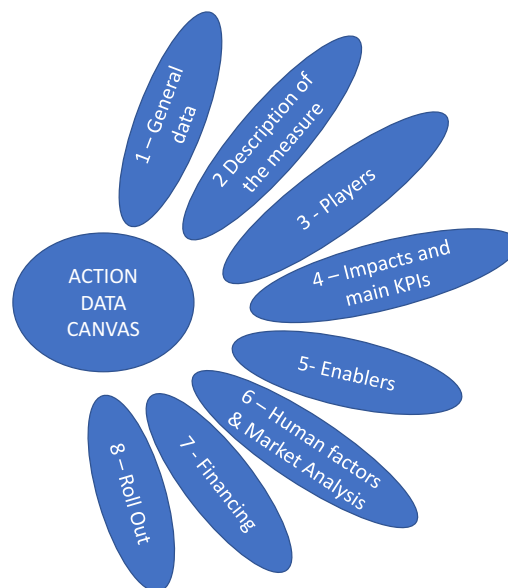 ACTION
DATA
CANVAS
1 – General
data
2 Description of
the measure
3 - Players
4 – Impacts and
main KPIs
5- Enablers
6 – Human factors
& Market Analysis
7 - Financing
8 – Roll Out